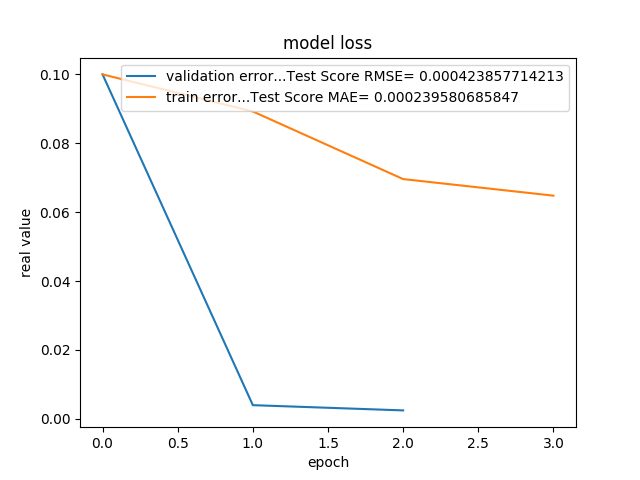 model loss
validation error...Test Score RMSE= 0.000423857714213
train error...Test Score MAE= 0.000239580685847
0.10
0.08
0.06
0.04
0.02
0.00
real value
0.0 0.5 1.0 1.5 2.0 2.5 3.0
epoch